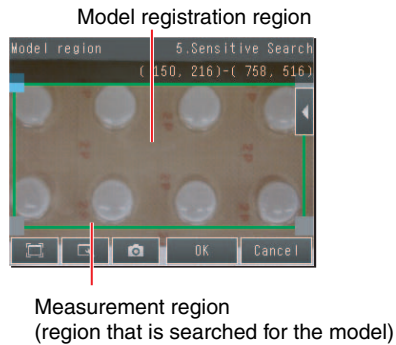 Model registration region
Model region 5.Sensitive Search
( 150, 216)-( 758, 516)
OK Cancel
Measurement region
(region that is searched for the model)